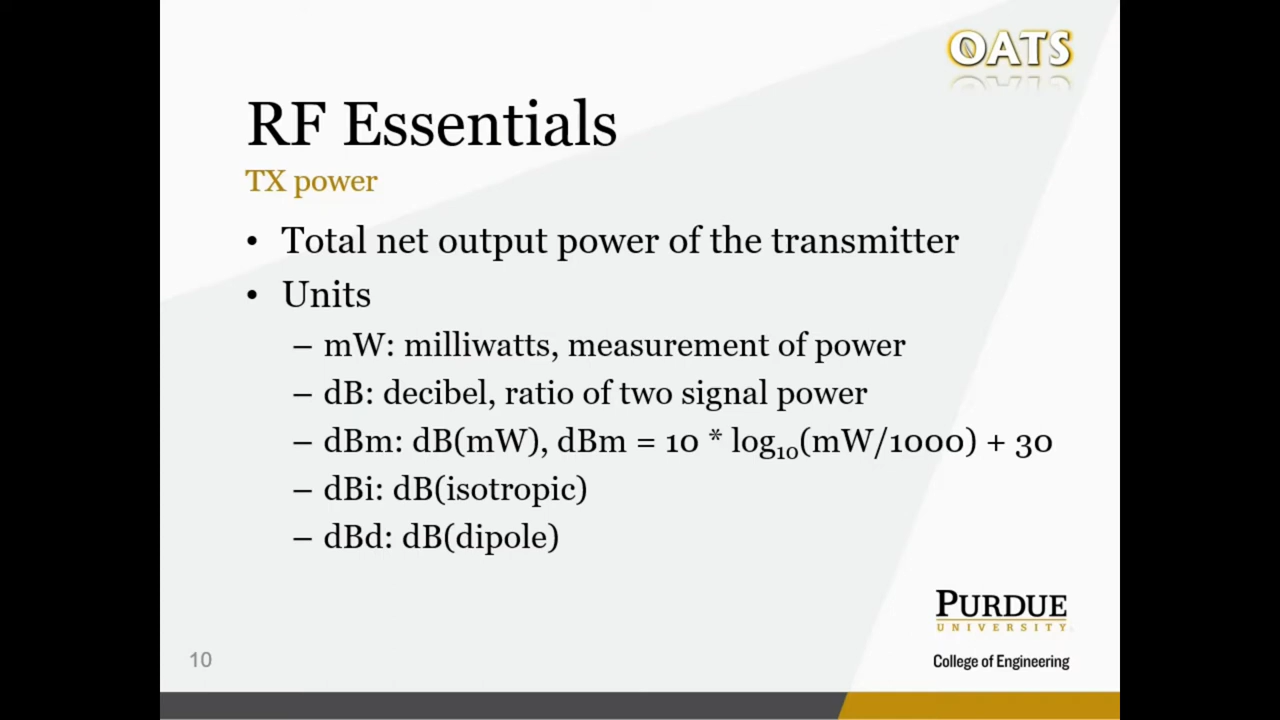 OATS
RF Essentials
TX power
• Total net output power of the transmitter
• Units
– mW: milliwatts, measurement of power
– dB: decibel, ratio of two signal power
– dBm: dB(mW), dBm = 10 * log₁₀(mW/1000) + 30
– dBi: dB(isotropic)
– dBd: dB(dipole)
PURDUE
UNIVERSITY
College of Engineering
10